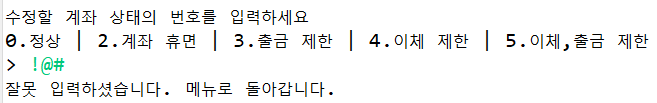 수정할 계좌 상태의 번호를 입력하세요
0.정상 | 2.계좌 휴면 | 3.출금 제한 | 4.이체 제한 | 5.이체,출금 제한
> !@#
잘못 입력하셨습니다. 메뉴로 돌아갑니다.